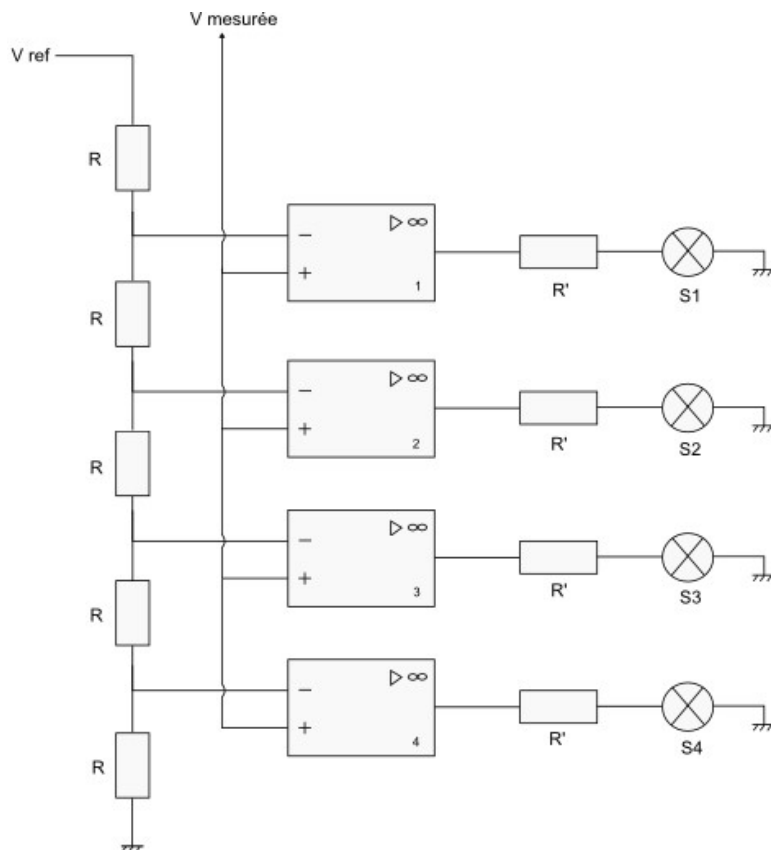 V mesurée
V ref
R
▷ ∞
−
+
1
R'
S1
R
▷ ∞
−
+
2
R'
S2
R
▷ ∞
−
+
3
R'
S3
R
▷ ∞
−
+
4
R'
S4
R